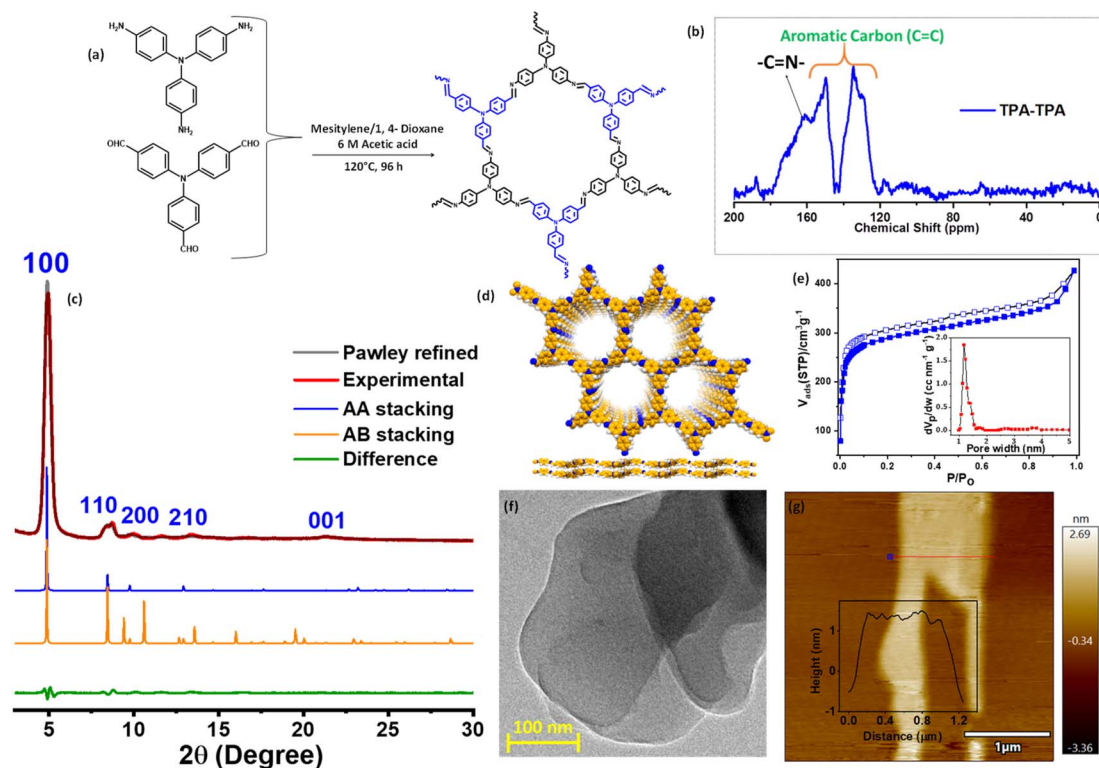 (a)
H₂N
NH₂
N
NH₂
OHC
CHO
N
CHO
Mesitylene/1, 4- Dioxane
6 M Acetic acid
120°C, 96 h
(b)
Aromatic Carbon (C=C)
-C=N-
TPA-TPA
200 160 120 80 40 0
Chemical Shift (ppm)
(c)
100
110
200
210
001
Pawley refined
Experimental
AA stacking
AB stacking
Difference
5 10 15 20 25 30
2θ (Degree)
(d)
(e)
400
300
200
100
0
Vads(STP)/cm³g⁻¹
0.0 0.2 0.4 0.6 0.8 1.0
P/Po
2.0
1.5
1.0
0.5
0.0
dVp/dw (cc nm⁻¹ g⁻¹)
1 2 3 4 5
Pore width (nm)
(f)
100 nm
(g)
nm
2.69
-0.34
-3.36
1
0
-1
Height (nm)
0.0 0.4 0.8 1.2
Distance (μm)
1μm